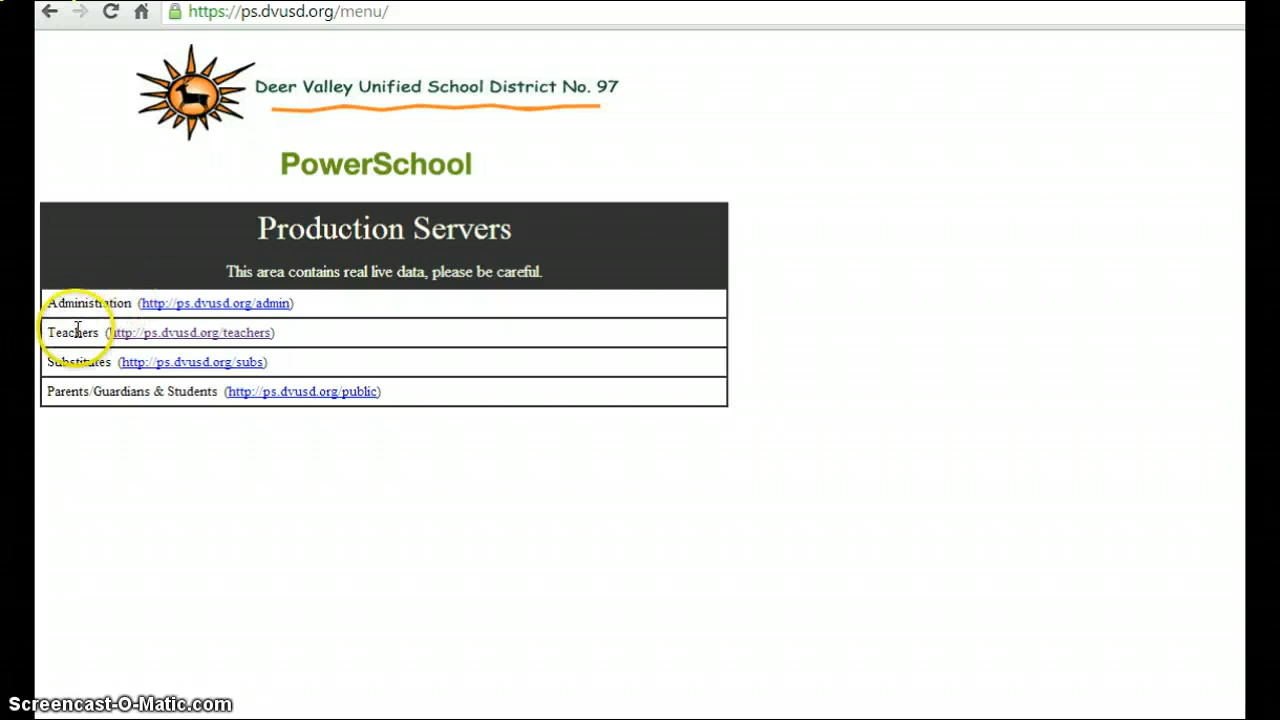 https://ps.dvusd.org/menu/
Deer Valley Unified School District No. 97
PowerSchool
Production Servers
This area contains real live data, please be careful.
Administration (http://ps.dvusd.org/admin)
Teachers (http://ps.dvusd.org/teachers)
Substitutes (http://ps.dvusd.org/subs)
Parents/Guardians & Students (http://ps.dvusd.org/public)
Screencast-O-Matic.com